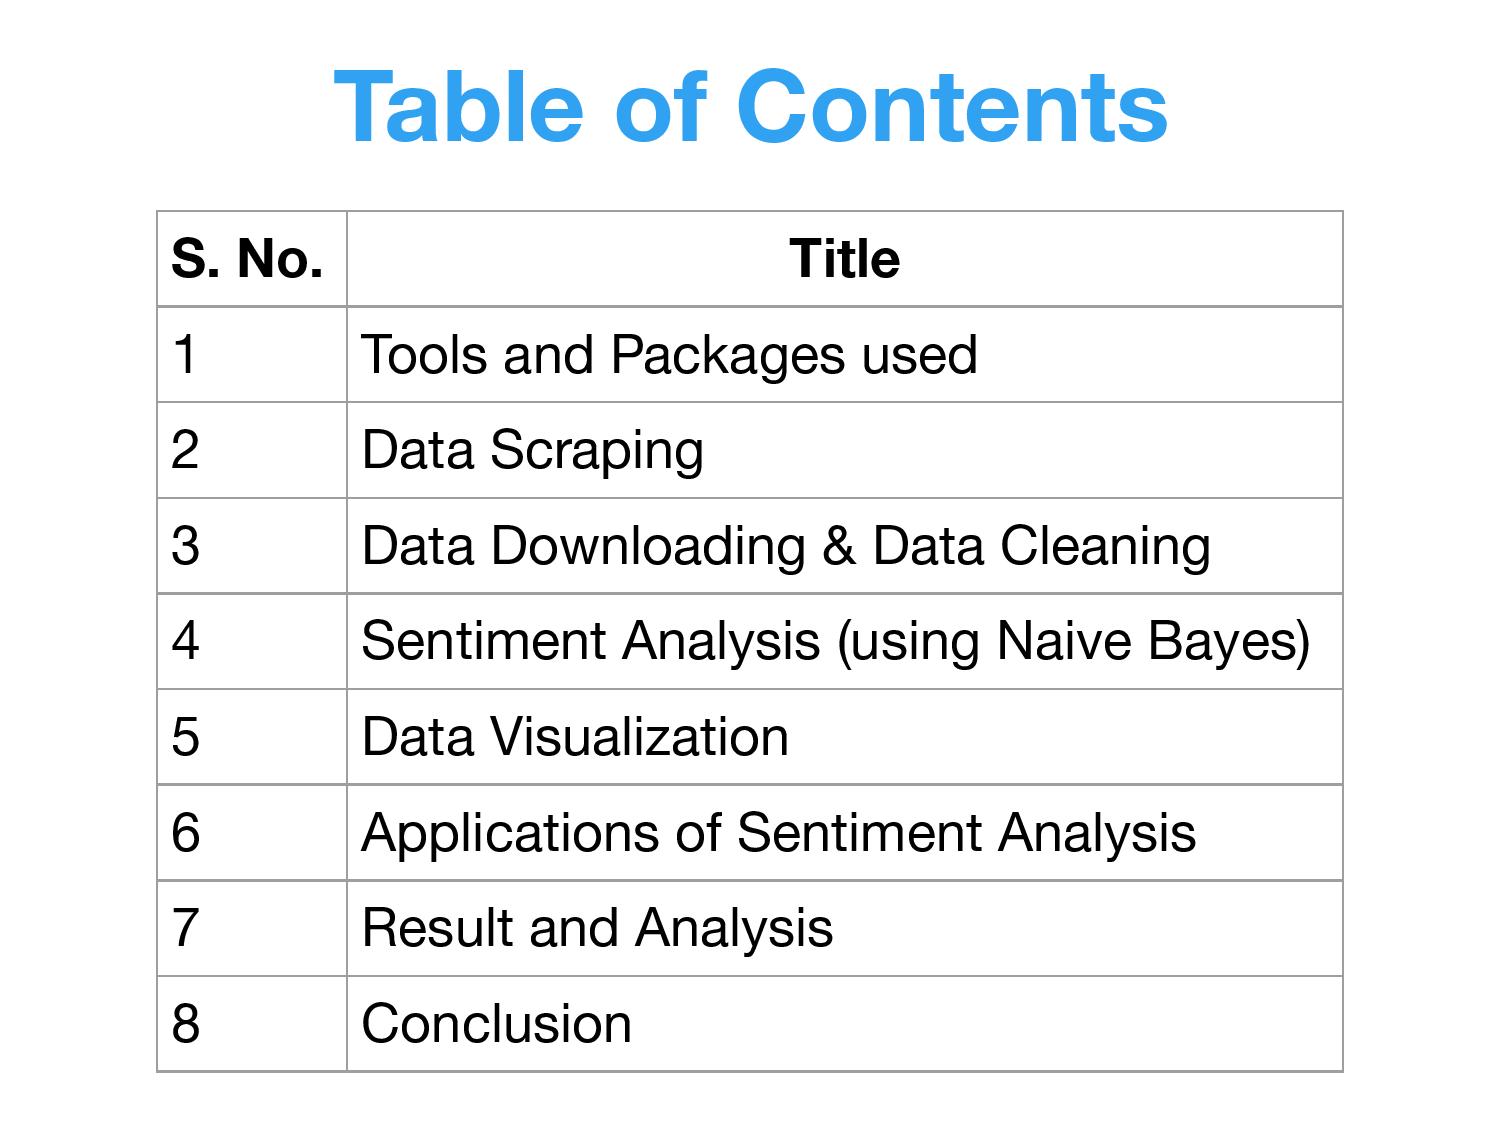 Table of Contents
S. No. Title
1 Tools and Packages used
2 Data Scraping
3 Data Downloading & Data Cleaning
4 Sentiment Analysis (using Naive Bayes)
5 Data Visualization
6 Applications of Sentiment Analysis
7 Result and Analysis
8 Conclusion